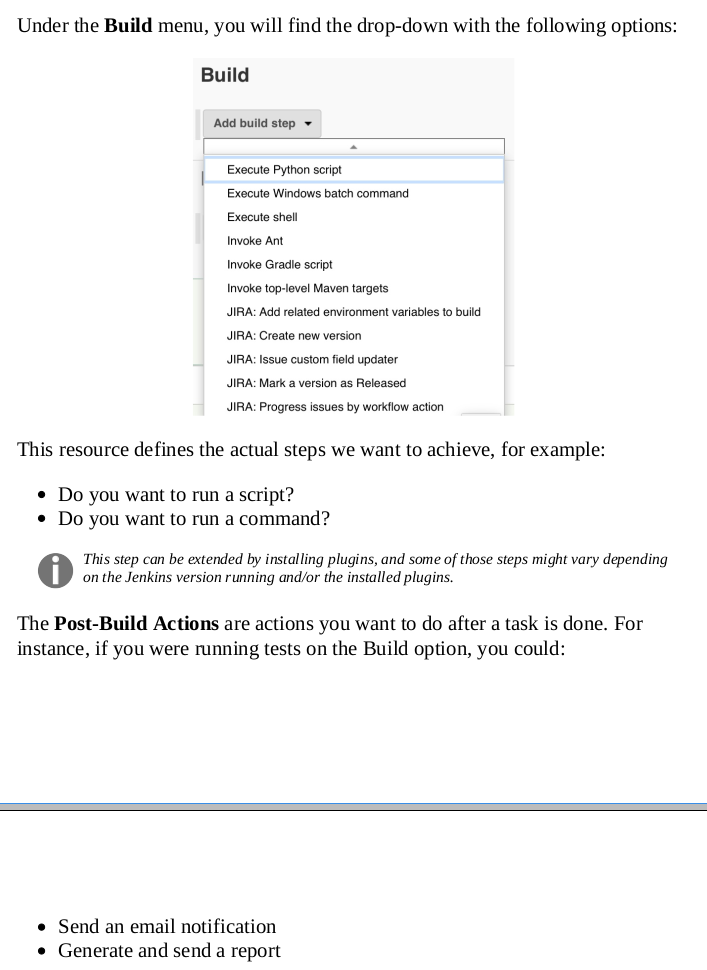 Under the Build menu, you will find the drop-down with the following options:
Build
Add build step
Execute Python script
Execute Windows batch command
Execute shell
Invoke Ant
Invoke Gradle script
Invoke top-level Maven targets
JIRA: Add related environment variables to build
JIRA: Create new version
JIRA: Issue custom field updater
JIRA: Mark a version as Released
JIRA: Progress issues by workflow action
This resource defines the actual steps we want to achieve, for example:
• Do you want to run a script?
• Do you want to run a command?
This step can be extended by installing plugins, and some of those steps might vary depending
on the Jenkins version running and/or the installed plugins.
The Post-Build Actions are actions you want to do after a task is done. For
instance, if you were running tests on the Build option, you could:
• Send an email notification
• Generate and send a report